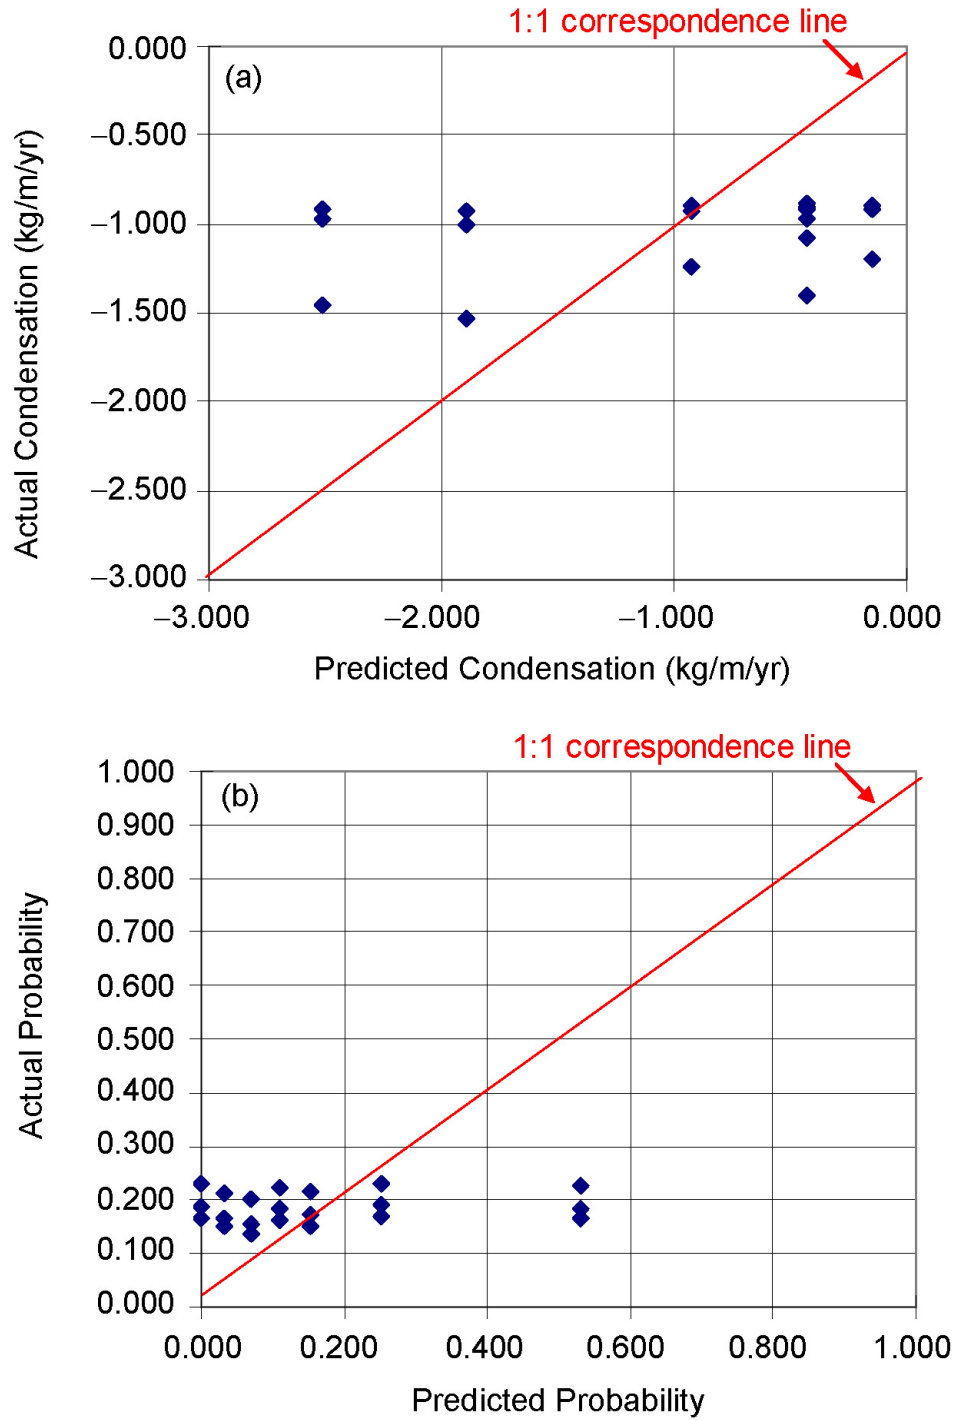 1:1 correspondence line
0.000
(a)
–0.500
–1.000
–1.500
–2.000
–2.500
–3.000
Actual Condensation (kg/m/yr)
–3.000 –2.000 –1.000 0.000
Predicted Condensation (kg/m/yr)
1:1 correspondence line
1.000
(b)
0.900
0.800
0.700
0.600
0.500
0.400
0.300
0.200
0.100
0.000
Actual Probability
0.000 0.200 0.400 0.600 0.800 1.000
Predicted Probability